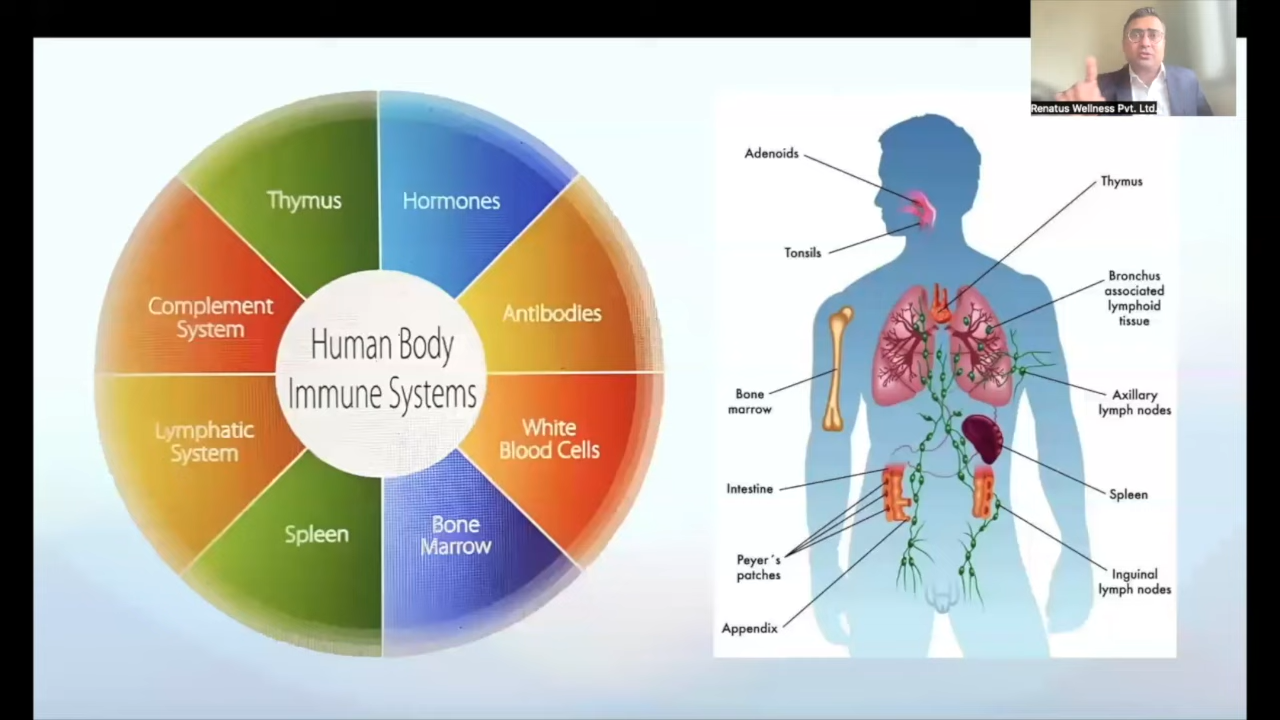 Renatus Wellness Pvt. Ltd.
Thymus
Hormones
Complement
System
Antibodies
Human Body
Immune Systems
Lymphatic
System
White
Blood Cells
Spleen
Bone
Marrow
Adenoids
Thymus
Tonsils
Bronchus
associated
lymphoid
tissue
Bone
marrow
Axillary
lymph nodes
Intestine
Spleen
Peyer´s
patches
Inguinal
lymph nodes
Appendix